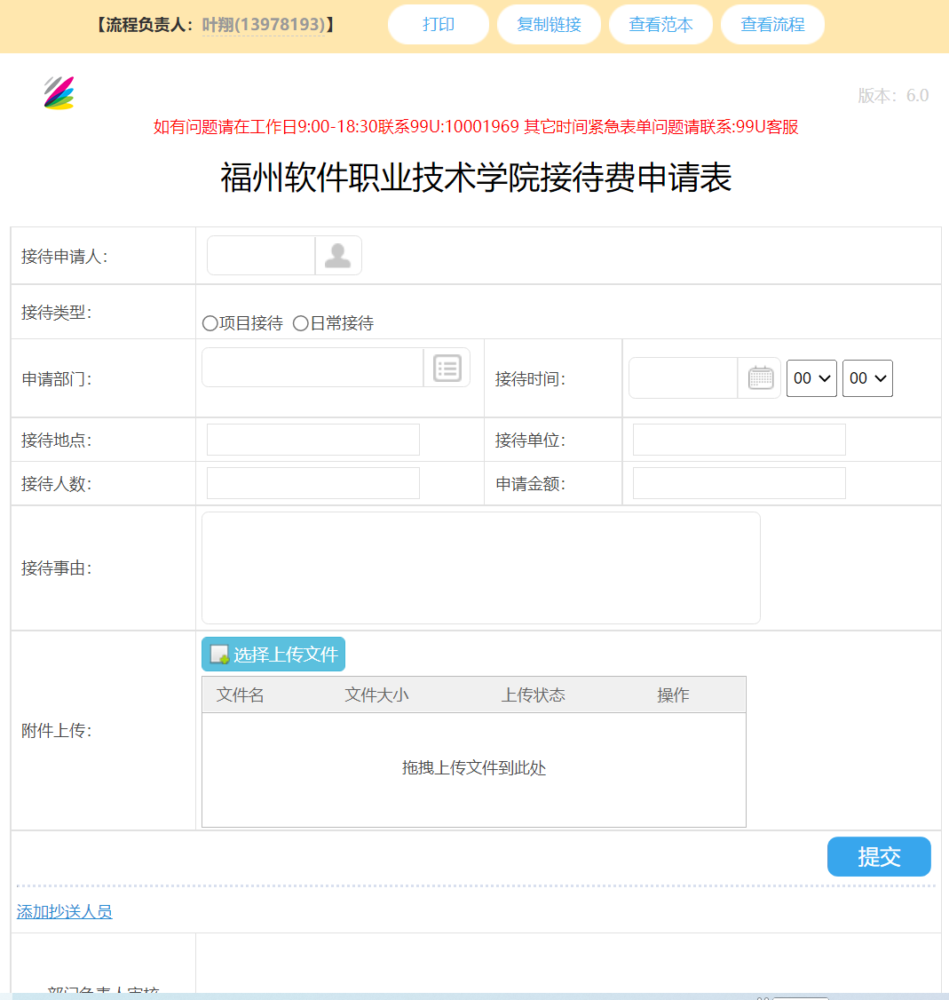 【流程负责人：叶翔(13978193)】 打印 复制链接 查看范本 查看流程
版本：6.0
如有问题请在工作日9:00-18:30联系99U:10001969 其它时间紧急表单问题请联系:99U客服
福州软件职业技术学院接待费申请表
接待申请人：
接待类型：
项目接待 日常接待
申请部门： 接待时间： 00 00
接待地点： 接待单位：
接待人数： 申请金额：
接待事由：
选择上传文件
文件名 文件大小 上传状态 操作
附件上传：
拖拽上传文件到此处
提交
添加抄送人员
部门负责人审核